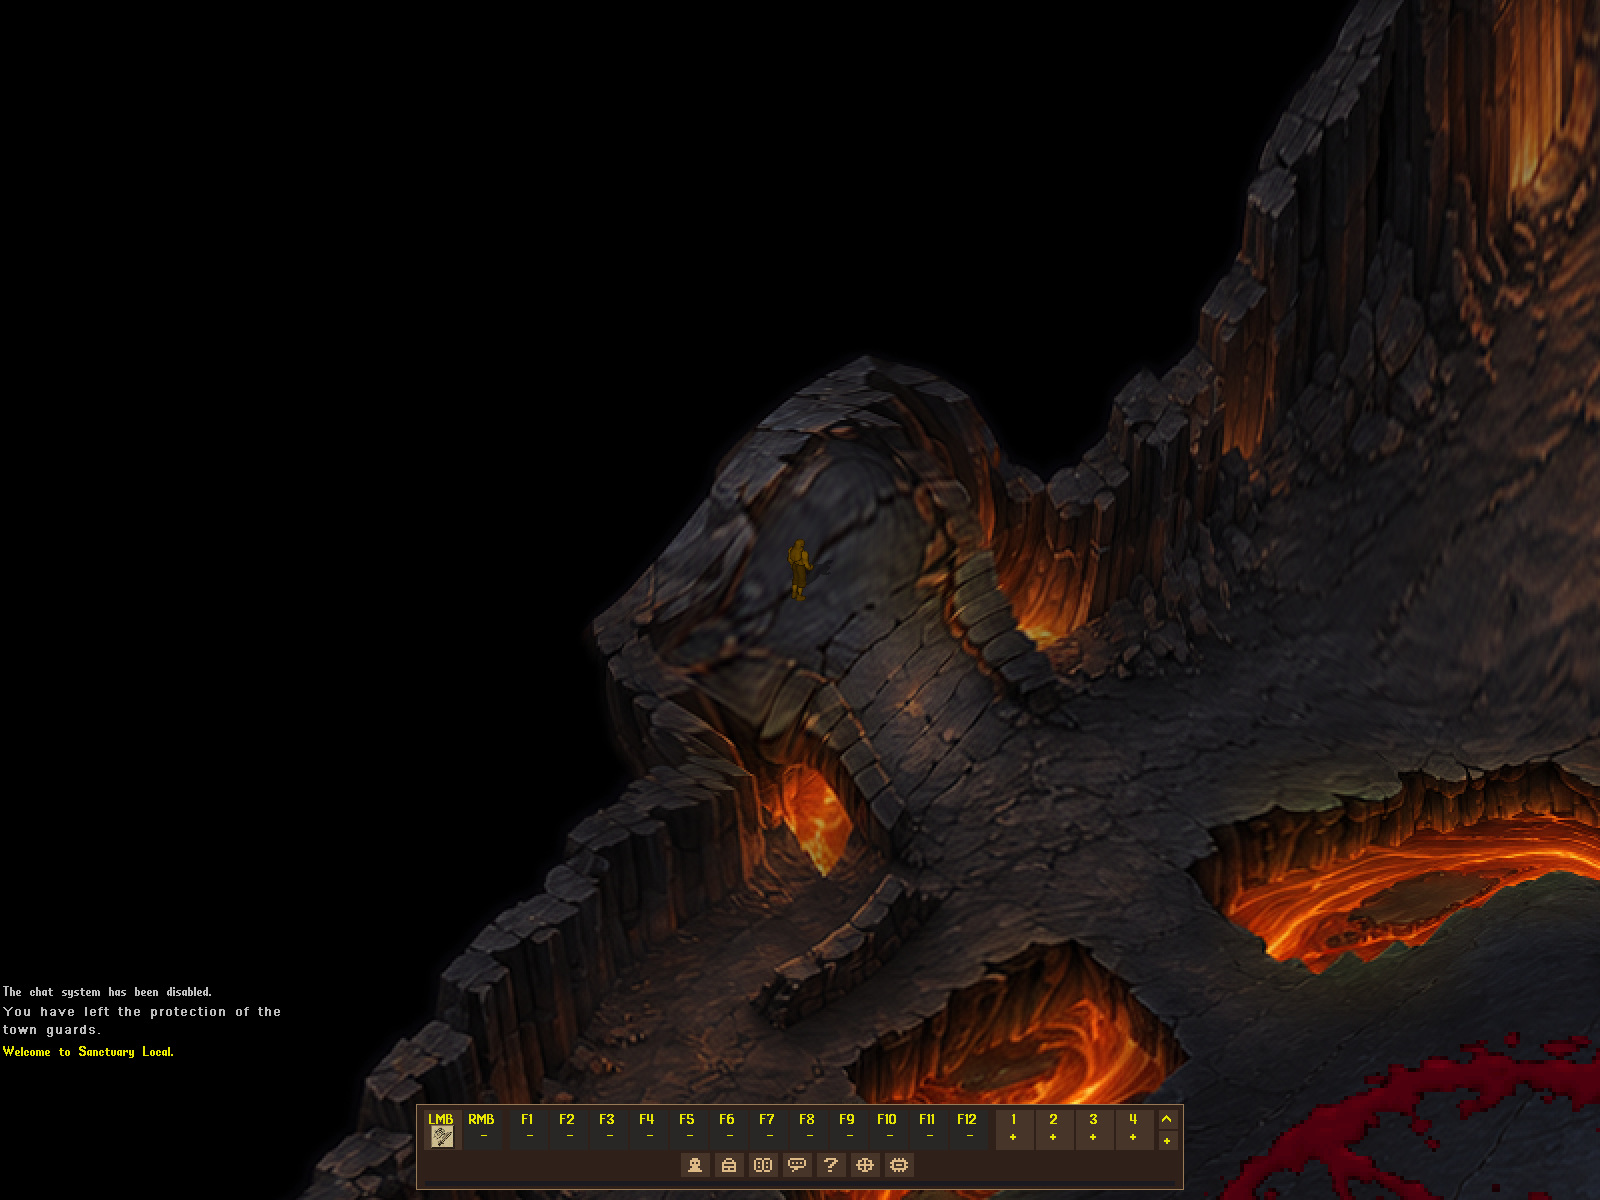 The chat system has been disabled.
You have left the protection of the
town guards.
Welcome to Sanctuary Local.
LMB RMB F1 F2 F3 F4 F5 F6 F7 F8 F9 F10 F11 F12 1 2 3 4
- - - - - - - - - - - - - + + + + +
?